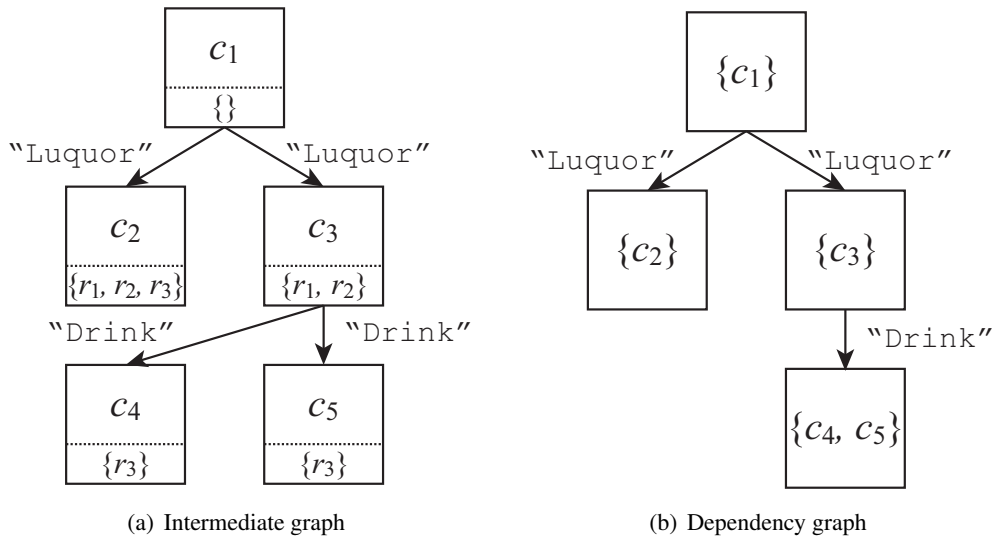 c1
{}
"Luquor" "Luquor"
c2 c3
{r1, r2, r3} {r1, r2}
"Drink" "Drink"
c4 c5
{r3} {r3}
(a) Intermediate graph
{c1}
"Luquor" "Luquor"
{c2} {c3}
"Drink"
{c4, c5}
(b) Dependency graph